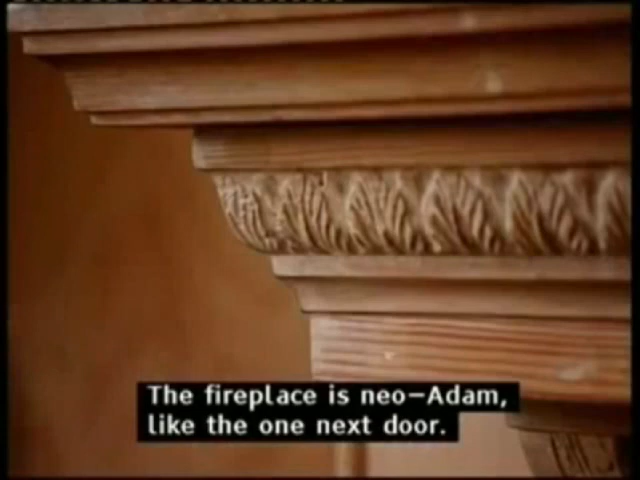 The fireplace is neo-Adam,
like the one next door.